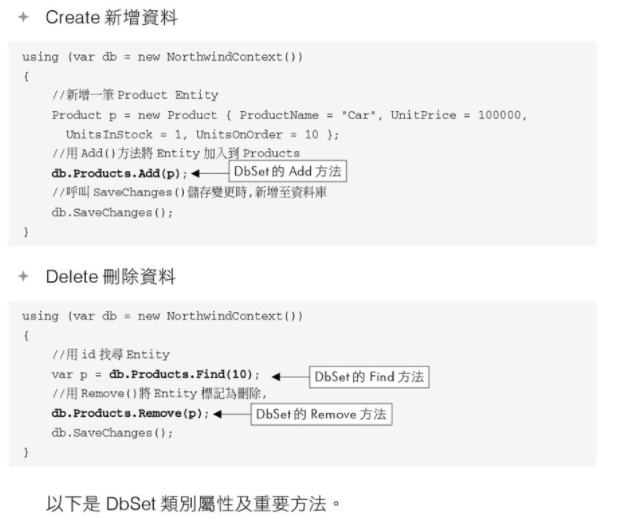 ✦ Create 新增資料
using (var db = new NorthwindContext())
{
//新增一筆 Product Entity
Product p = new Product { ProductName = "Car", UnitPrice = 100000,
UnitsInStock = 1, UnitsOnOrder = 10 };
//用 Add()方法將 Entity 加入到 Products
db.Products.Add(p); DbSet 的 Add 方法
//呼叫 SaveChanges()儲存變更時,新增至資料庫
db.SaveChanges();
}
✦ Delete 刪除資料
using (var db = new NorthwindContext())
{
//用 id 找尋 Entity
var p = db.Products.Find(10); DbSet 的 Find 方法
//用 Remove()將 Entity 標記為刪除,
db.Products.Remove(p); DbSet 的 Remove 方法
db.SaveChanges();
}
以下是 DbSet 類別屬性及重要方法。